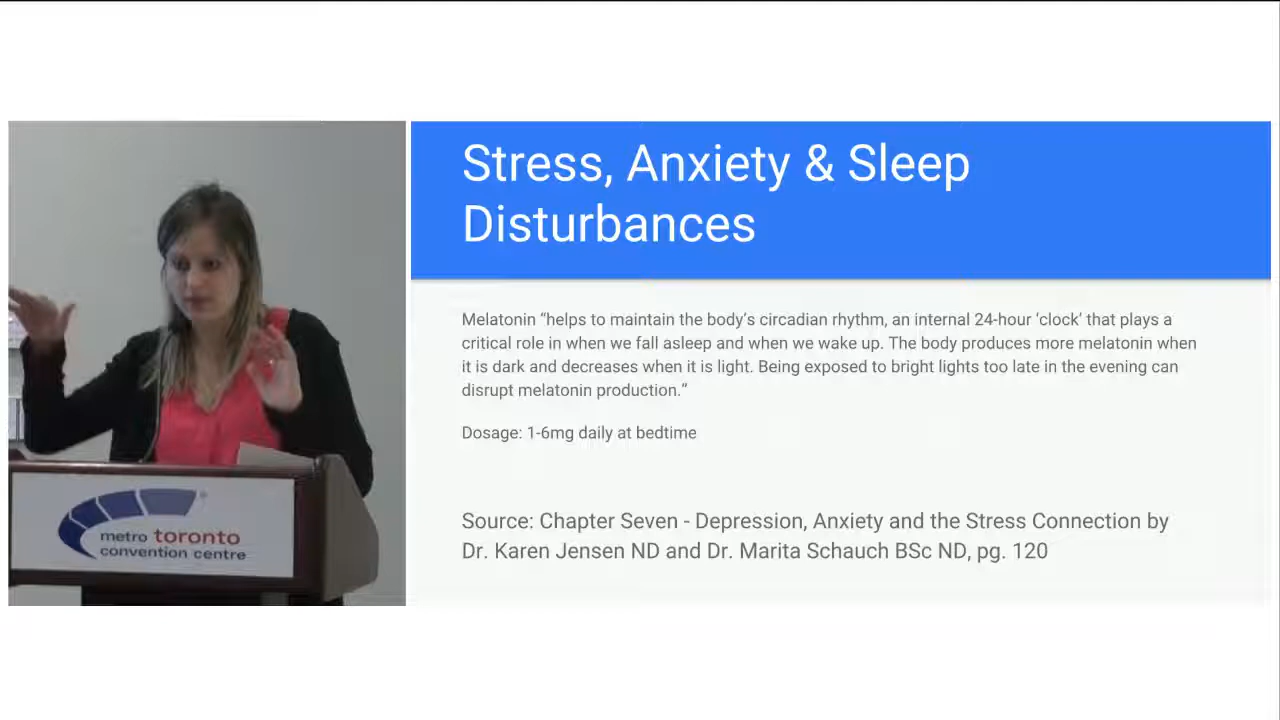 Stress, Anxiety & Sleep
Disturbances
Melatonin “helps to maintain the body’s circadian rhythm, an internal 24-hour ‘clock’ that plays a
critical role in when we fall asleep and when we wake up. The body produces more melatonin when
it is dark and decreases when it is light. Being exposed to bright lights too late in the evening can
disrupt melatonin production.“
Dosage: 1-6mg daily at bedtime
Source: Chapter Seven - Depression, Anxiety and the Stress Connection by
Dr. Karen Jensen ND and Dr. Marita Schauch BSc ND, pg. 120
metro toronto
convention centre